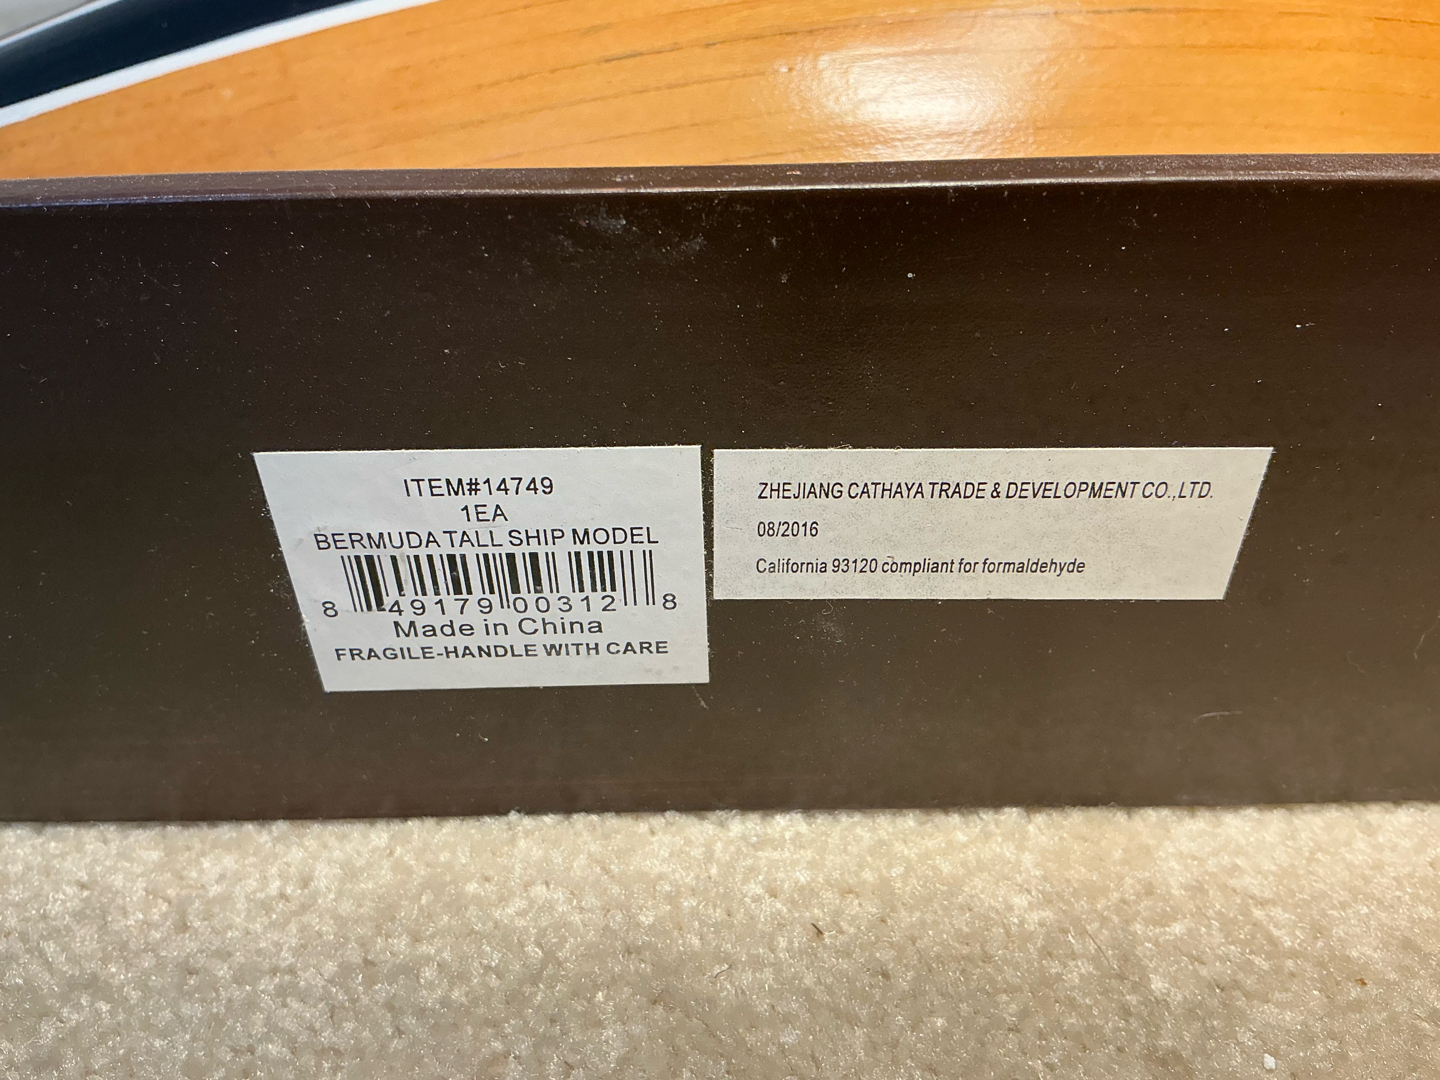 ITEM#14749
1EA
BERMUDA TALL SHIP MODEL
8 49179 00312 8
Made in China
FRAGILE-HANDLE WITH CARE
ZHEJIANG CATHAYA TRADE & DEVELOPMENT CO.,LTD.
08/2016
California 93120 compliant for formaldehyde